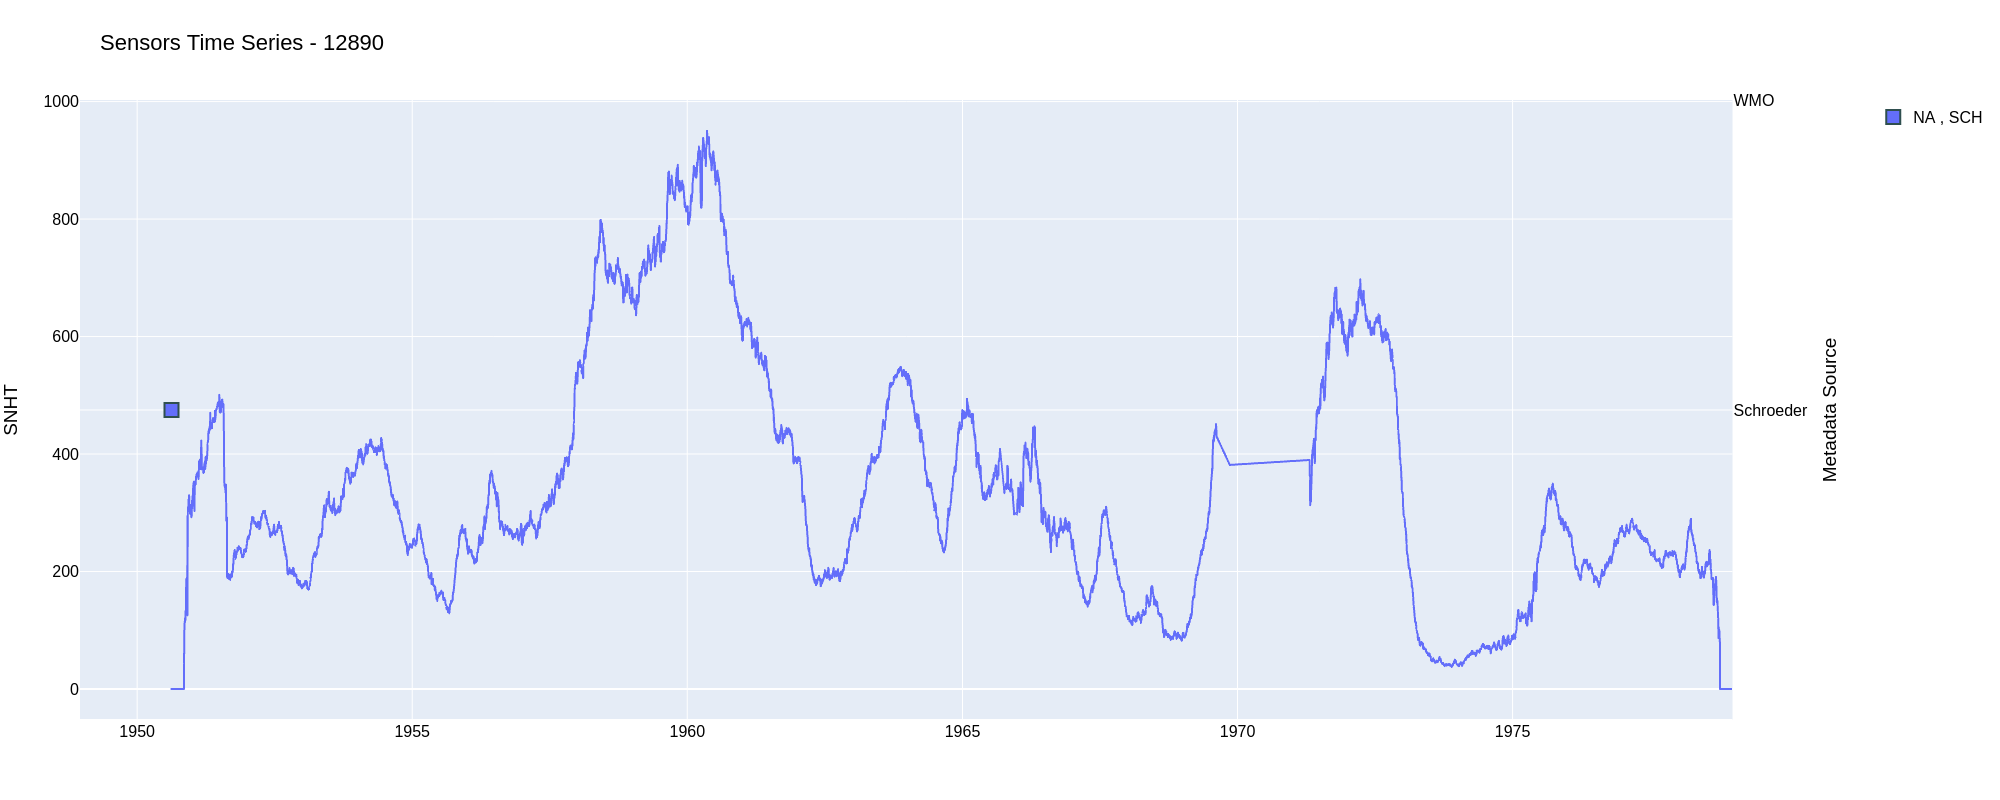 Sensors Time Series - 12890
1000
800
600
400
200
0
SNHT
1950
1955
1960
1965
1970
1975
WMO
Schroeder
Metadata Source
NA , SCH